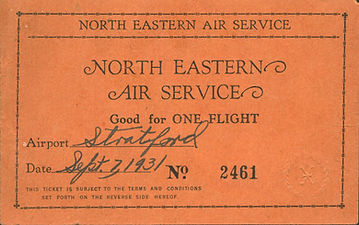 NORTH EASTERN AIR SERVICE
NORTH EASTERN
AIR SERVICE
Good for ONE FLIGHT
Airport Stratford
Date Sept 7, 1931 No 2461
THIS TICKET IS SUBJECT TO THE TERMS AND CONDITIONS
SET FORTH ON THE REVERSE SIDE HEREOF.